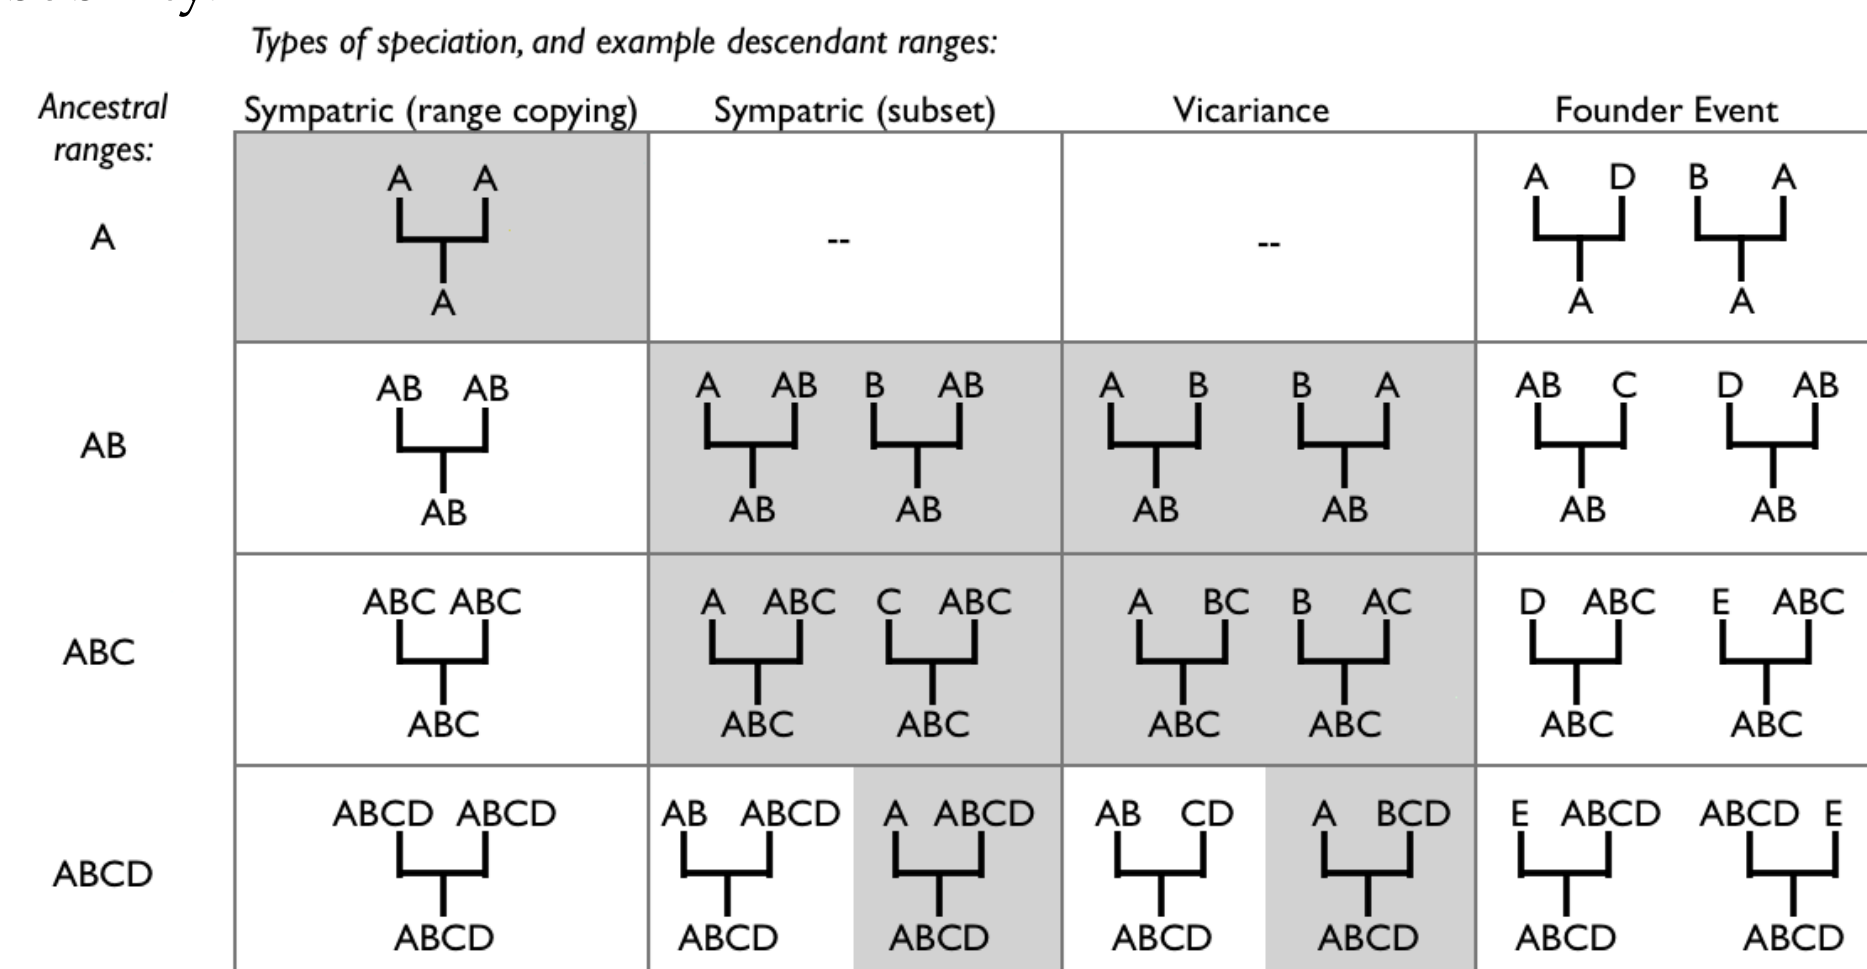 Types of speciation, and example descendant ranges:
Ancestral ranges:
Sympatric (range copying) Sympatric (subset) Vicariance Founder Event
A A A D B A
A -- --
A A A
AB AB A AB B AB A B B A AB C D AB
AB
AB AB AB AB AB AB AB
ABC ABC A ABC C ABC A BC B AC D ABC E ABC
ABC
ABC ABC ABC ABC ABC ABC ABC
ABCD ABCD AB ABCD A ABCD AB CD A BCD E ABCD ABCD E
ABCD
ABCD ABCD ABCD ABCD ABCD ABCD ABCD